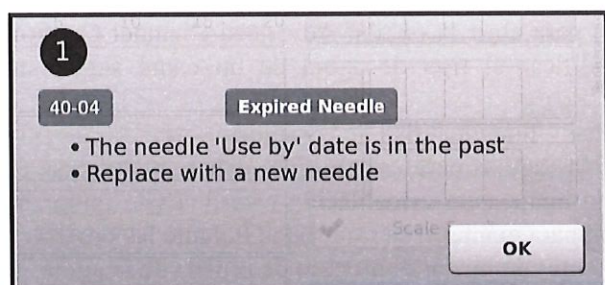 1
40-04 Expired Needle
• The needle 'Use by' date is in the past
• Replace with a new needle
Scale
OK